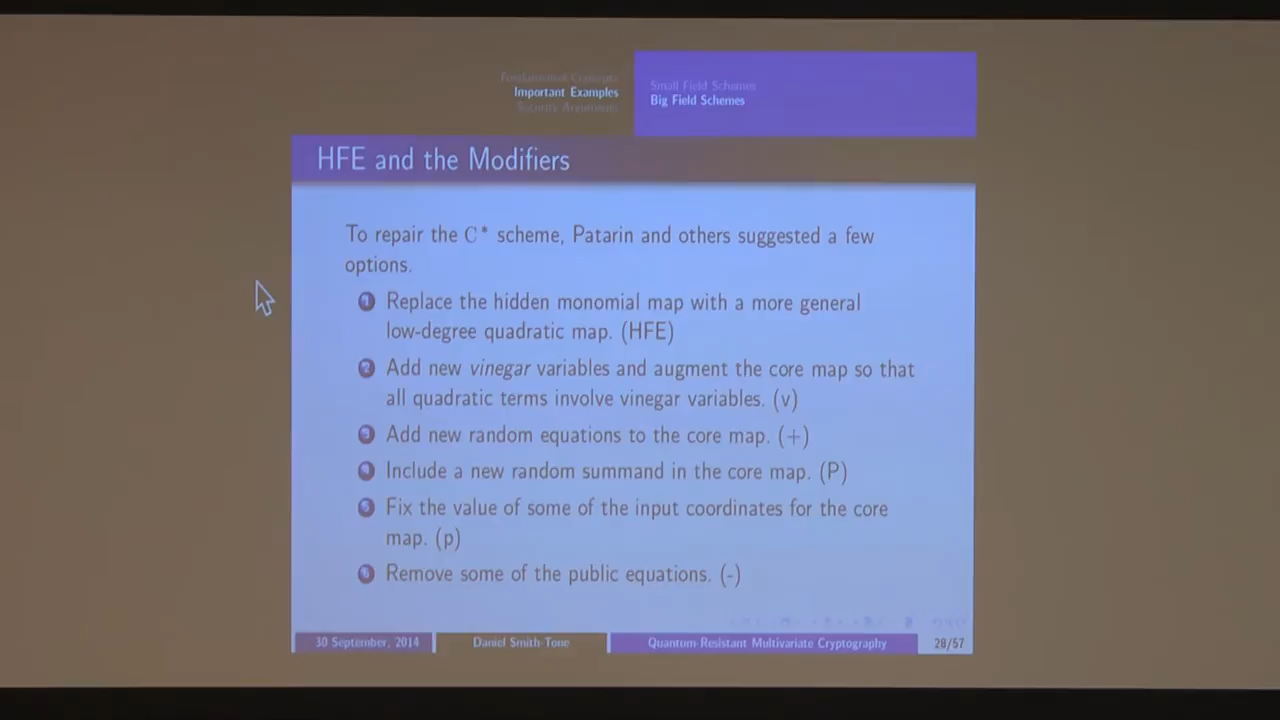 Fundamental Concepts
Important Examples
Security Arguments
Small Field Schemes
Big Field Schemes
HFE and the Modifiers
To repair the C* scheme, Patarin and others suggested a few
options.
1 Replace the hidden monomial map with a more general
low-degree quadratic map. (HFE)
2 Add new vinegar variables and augment the core map so that
all quadratic terms involve vinegar variables. (v)
3 Add new random equations to the core map. (+)
4 Include a new random summand in the core map. (P)
5 Fix the value of some of the input coordinates for the core
map. (p)
6 Remove some of the public equations. (-)
30 September, 2014
Daniel Smith-Tone
Quantum-Resistant Multivariate Cryptography
28/57